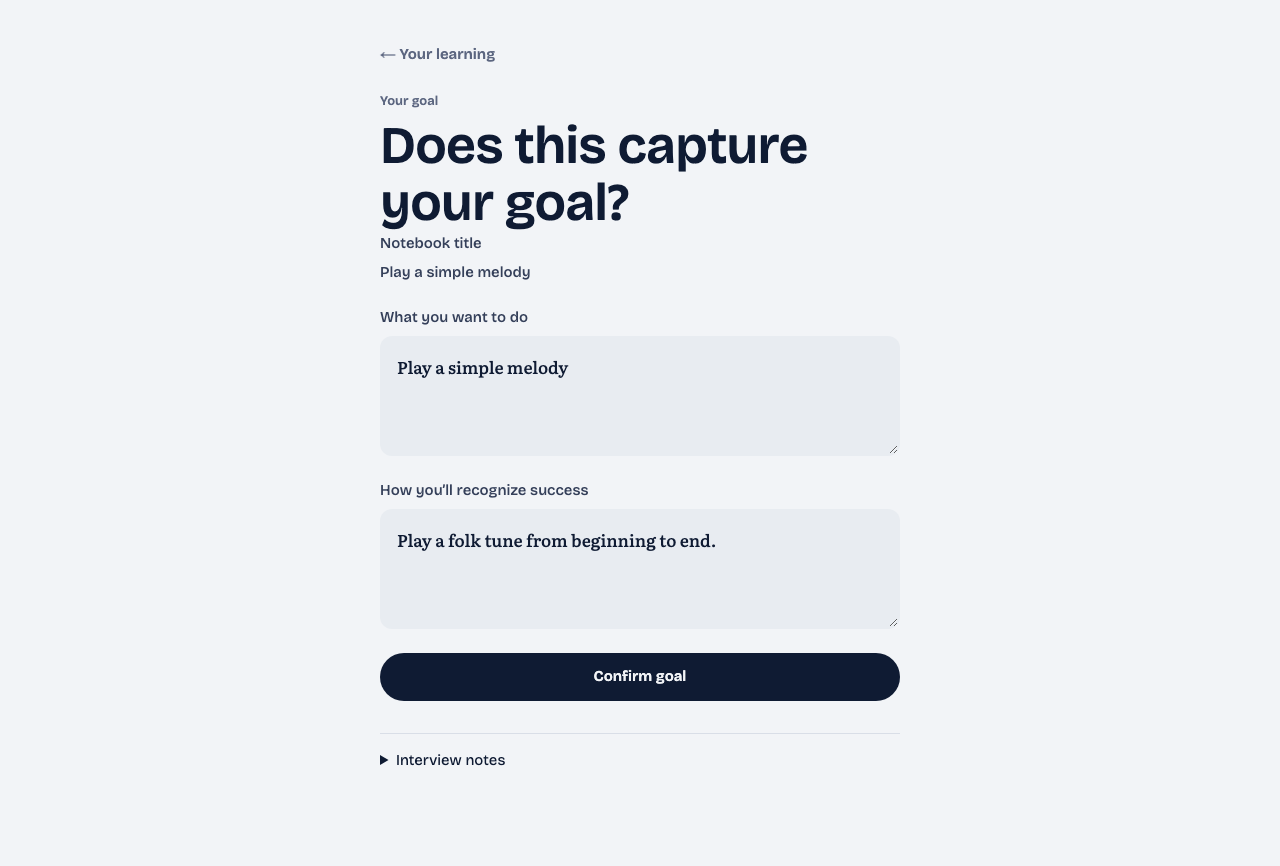 ← Your learning
Your goal
Does this capture
your goal?
Notebook title
Play a simple melody
What you want to do
Play a simple melody
How you'll recognize success
Play a folk tune from beginning to end.
Confirm goal
▶ Interview notes